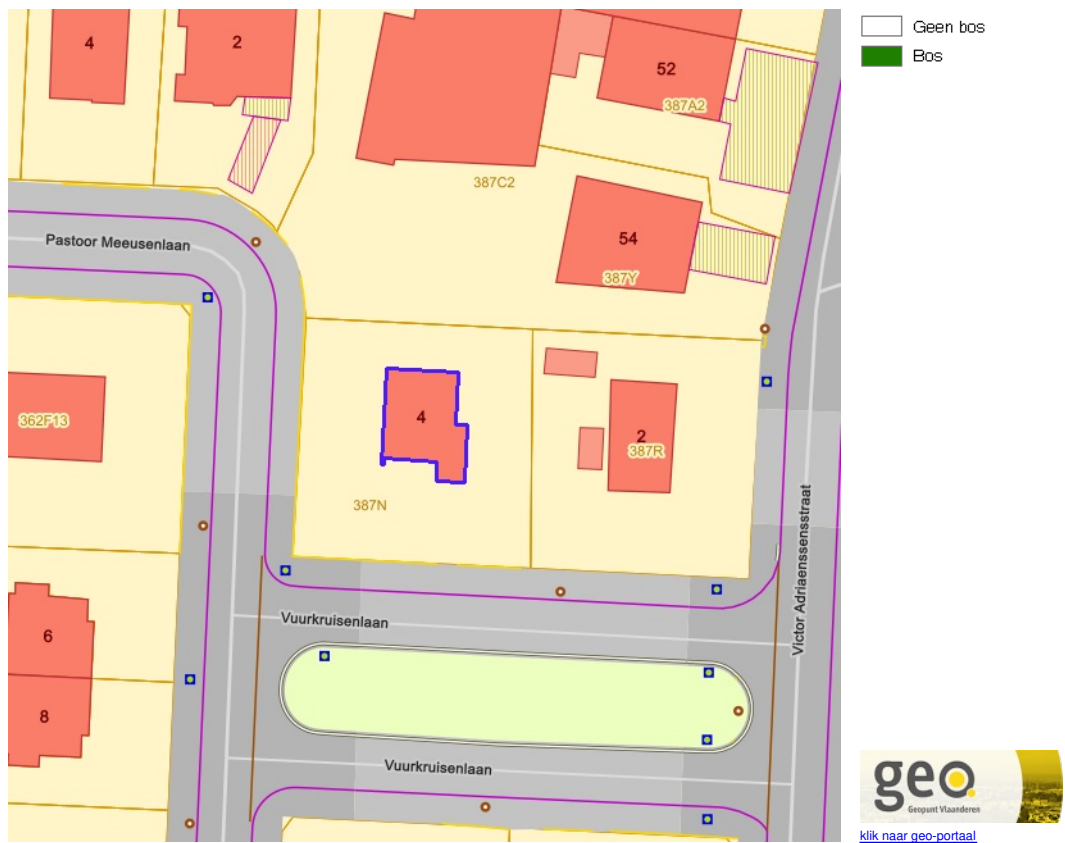 4
2
52
387A2
387C2
54
387Y
Pastoor Meeusenlaan
362F13
4
2
387R
387N
6
8
Vuurkruisenlaan
Victor Adriaenssensstraat
Vuurkruisenlaan
Geen bos
Bos
geo.
Geopunt Vlaanderen
klik naar geo-portaal